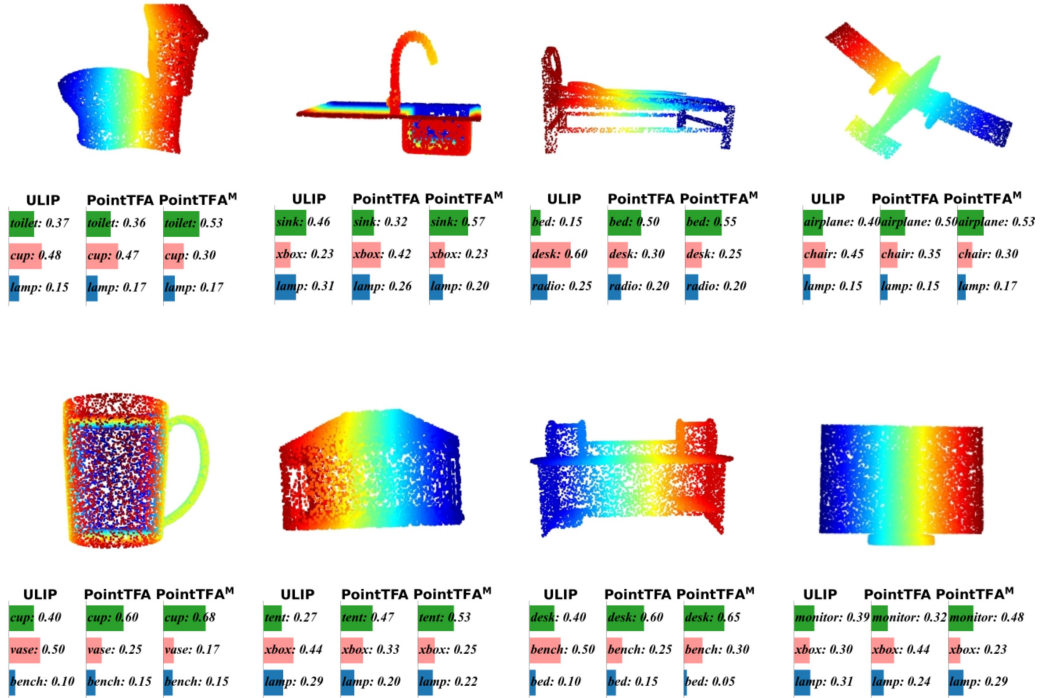 ULIP PointTFA PointTFA^M ULIP PointTFA PointTFA^M ULIP PointTFA PointTFA^M ULIP PointTFA PointTFA^M
toilet: 0.37 toilet: 0.36 toilet: 0.53 sink: 0.46 sink: 0.32 sink: 0.57 bed: 0.15 bed: 0.50 bed: 0.55 airplane: 0.40 airplane: 0.50 airplane: 0.53
cup: 0.48 cup: 0.47 cup: 0.30 xbox: 0.23 xbox: 0.42 xbox: 0.23 desk: 0.60 desk: 0.30 desk: 0.25 chair: 0.45 chair: 0.35 chair: 0.30
lamp: 0.15 lamp: 0.17 lamp: 0.17 lamp: 0.31 lamp: 0.26 lamp: 0.20 radio: 0.25 radio: 0.20 radio: 0.20 lamp: 0.15 lamp: 0.15 lamp: 0.17
ULIP PointTFA PointTFA^M ULIP PointTFA PointTFA^M ULIP PointTFA PointTFA^M ULIP PointTFA PointTFA^M
cup: 0.40 cup: 0.60 cup: 0.68 tent: 0.27 tent: 0.47 tent: 0.53 desk: 0.40 desk: 0.60 desk: 0.65 monitor: 0.39 monitor: 0.32 monitor: 0.48
vase: 0.50 vase: 0.25 vase: 0.17 xbox: 0.44 xbox: 0.33 xbox: 0.25 bench: 0.50 bench: 0.25 bench: 0.30 xbox: 0.30 xbox: 0.44 xbox: 0.23
bench: 0.10 bench: 0.15 bench: 0.15 lamp: 0.29 lamp: 0.20 lamp: 0.22 bed: 0.10 bed: 0.15 bed: 0.05 lamp: 0.31 lamp: 0.24 lamp: 0.29